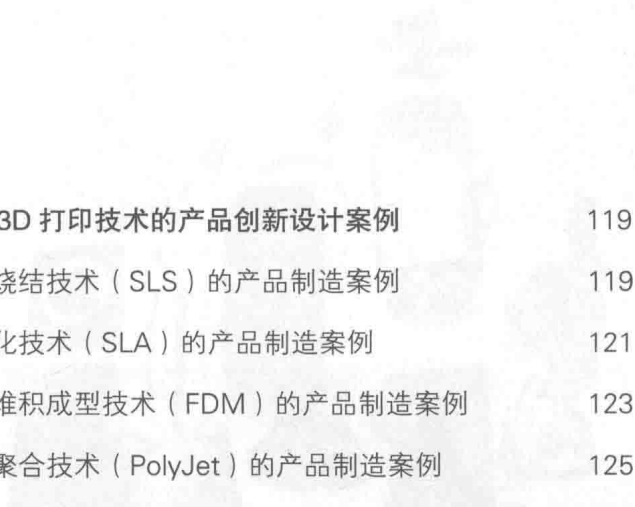 3D 打印技术的产品创新设计案例 119
烧结技术（SLS）的产品制造案例 119
化技术（SLA）的产品制造案例 121
堆积成型技术（FDM）的产品制造案例 123
聚合技术（PolyJet）的产品制造案例 125